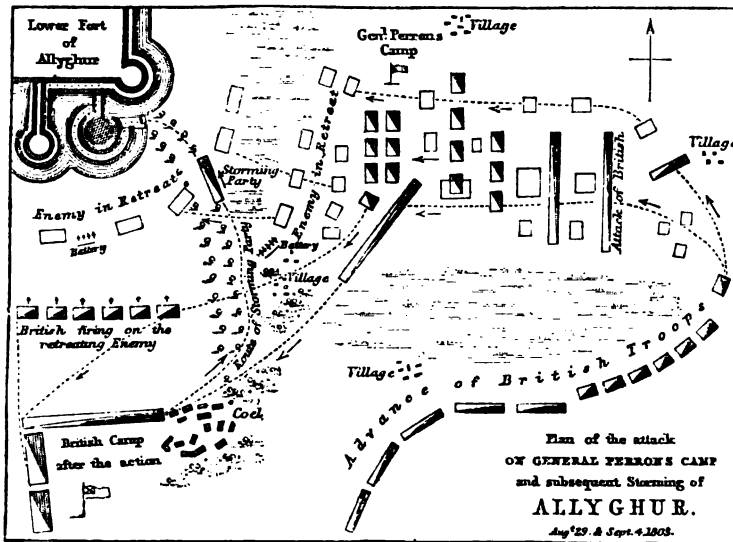 Lower Fort
of
Allyghur
Gen! Perrons
Camp
Village
Village
Storming
Party
Enemy in Retreat
Enemy in Retreat
Battery
Battery
Attack of British
Village
Route of Storming Party
British firing on the
retreating Enemy
Village
Advance of British Troops
Coel
British Camp
after the action
Plan of the attack
ON GENERAL PERRONS CAMP
and subsequent Storming of
ALLYGHUR.
Augt 29. & Sept. 4. 1803.